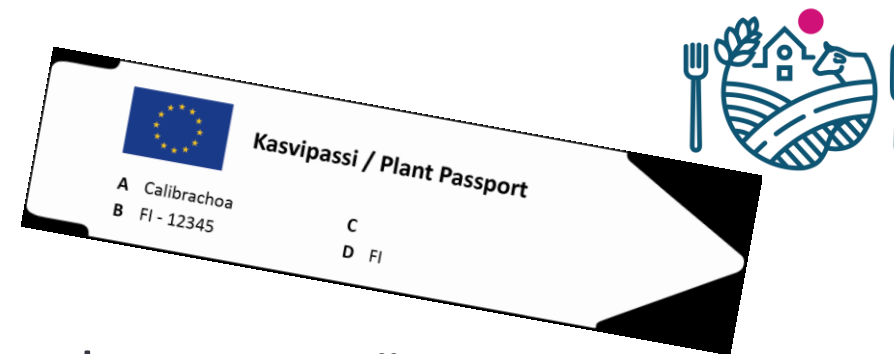 Kasvipassi / Plant Passport
A Calibrachoa
B FI - 12345
C
D FI